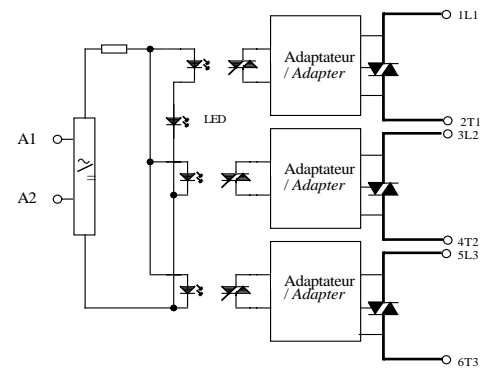 1L1
Adaptateur
/ Adapter
LED
2T1
3L2
A1
Adaptateur
/ Adapter
~
=
A2
4T2
5L3
Adaptateur
/ Adapter
6T3